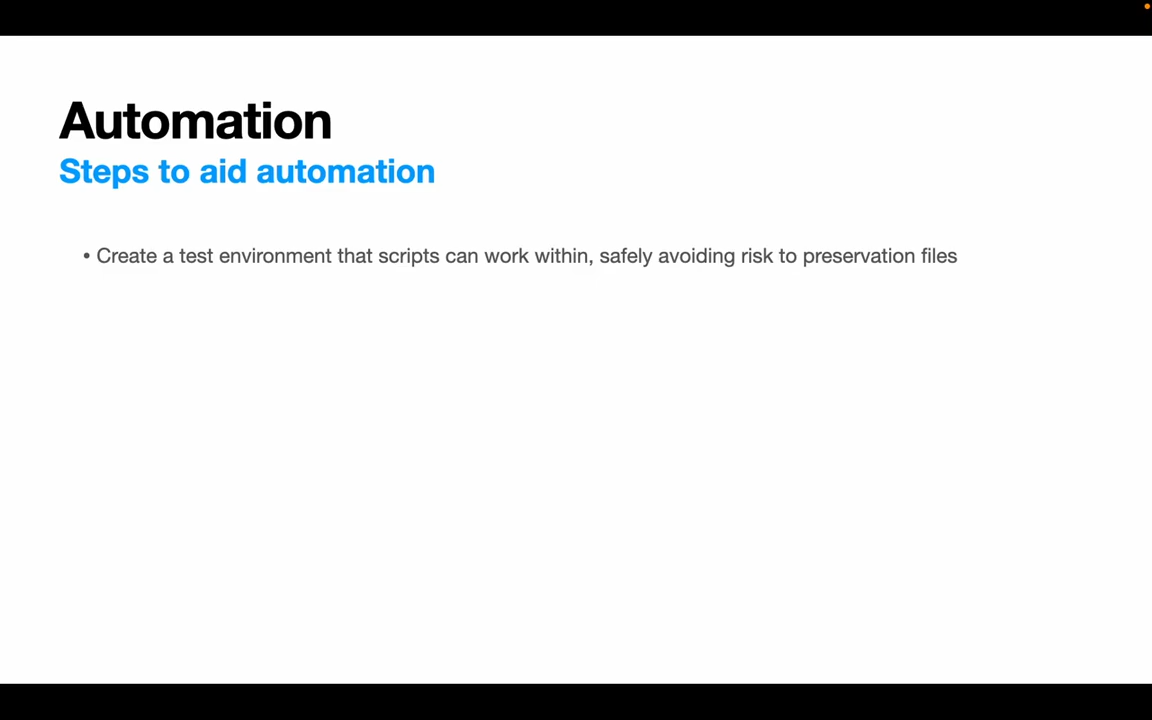 Automation
Steps to aid automation
• Create a test environment that scripts can work within, safely avoiding risk to preservation files